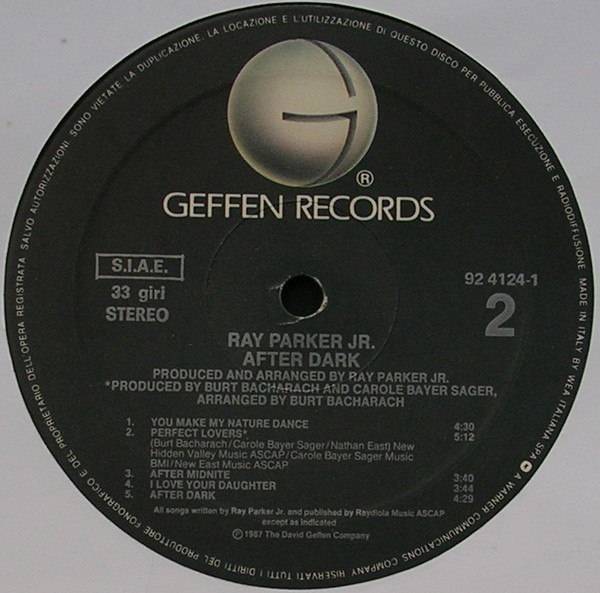 SALVO AUTORIZZAZIONI SONO VIETATE LA DUPLICAZIONE, LA LOCAZIONE E L'UTILIZZAZIONE DI QUESTO DISCO PER PUBBLICA ESECUZIONE E RADIODIFFUSIONE. MADE IN ITALY BY WEA ITALIANA SPA
A WARNER COMMUNICATIONS COMPANY RISERVATI TUTTI I DIRITTI DEL PRODUTTORE FONOGRAFICO E DEL PROPRIETARIO DELL'OPERA REGISTRATA
G
®
GEFFEN RECORDS
S.I.A.E.
33 giri
STEREO
92 4124-1
2
RAY PARKER JR.
AFTER DARK
PRODUCED AND ARRANGED BY RAY PARKER JR.
*PRODUCED BY BURT BACHARACH AND CAROLE BAYER SAGER,
ARRANGED BY BURT BACHARACH
1. YOU MAKE MY NATURE DANCE 4:30
2. PERFECT LOVERS* 5:12
(Burt Bacharach/Carole Bayer Sager/Nathan East) New
Hidden Valley Music ASCAP/Carole Bayer Sager Music
BMI/New East Music ASCAP
3. AFTER MIDNITE 3:40
4. I LOVE YOUR DAUGHTER 3:44
5. AFTER DARK 4:29
All songs written by Ray Parker Jr. and published by Raydiola Music ASCAP
except as indicated
℗ 1987 The David Geffen Company